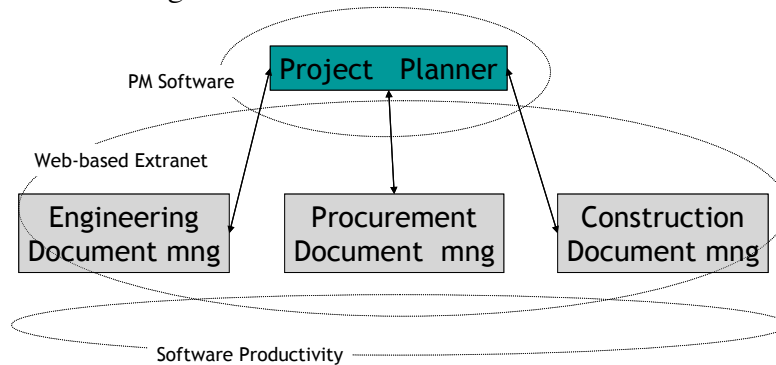 Project Planner
PM Software
Web-based Extranet
Engineering
Document mng
Procurement
Document mng
Construction
Document mng
Software Productivity